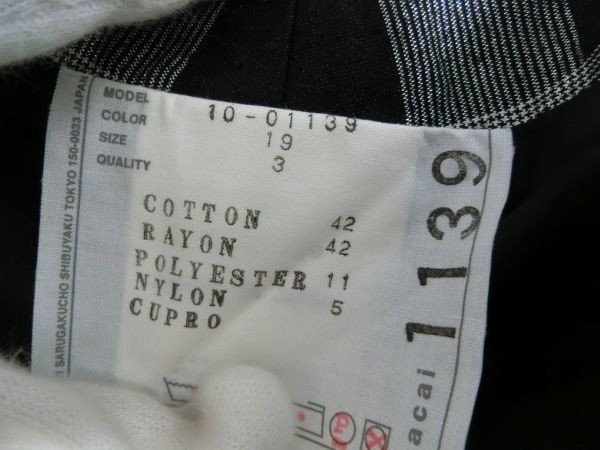 MODEL 10-01139
COLOR 19
SIZE 3
QUALITY
COTTON 42
RAYON 42
POLYESTER 11
NYLON 5
CUPRO
SARUGAKUCHO SHIBUYAKU TOKYO 150-0033 JAPAN
acai 11139
P